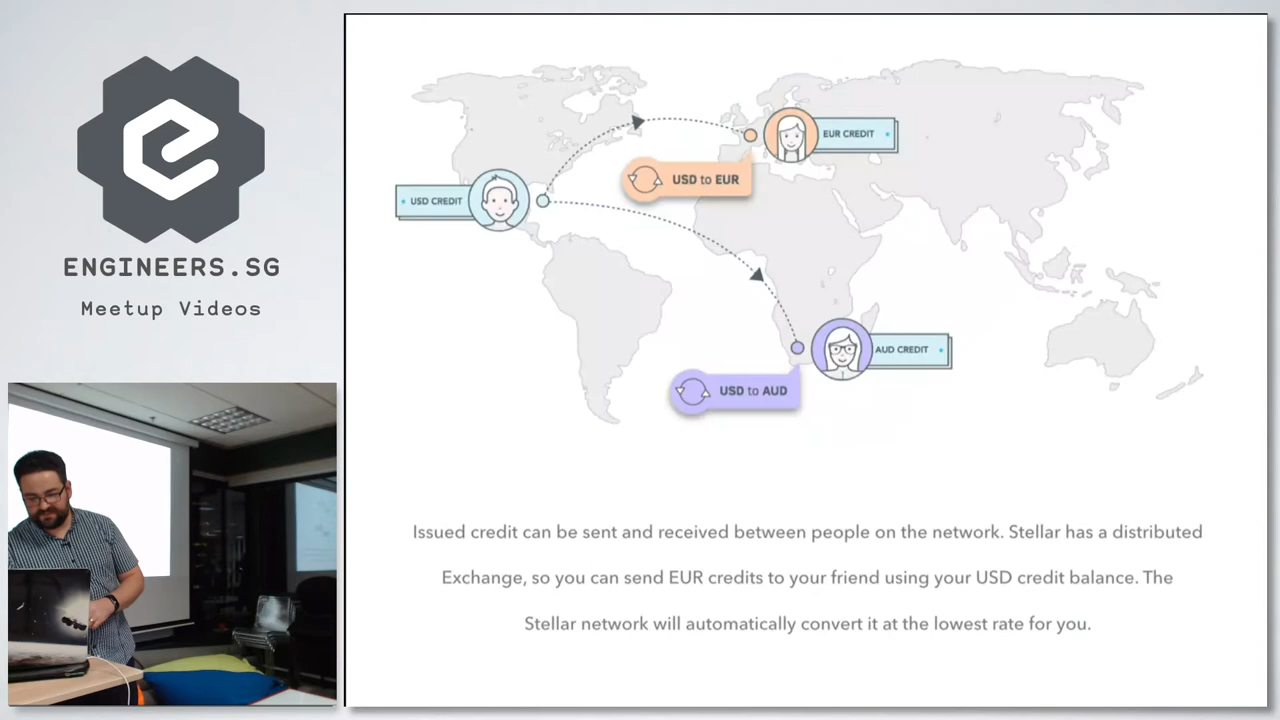 ENGINEERS.SG
Meetup Videos
EUR CREDIT
USD to EUR
USD CREDIT
AUD CREDIT
USD to AUD
Issued credit can be sent and received between people on the network. Stellar has a distributed
Exchange, so you can send EUR credits to your friend using your USD credit balance. The
Stellar network will automatically convert it at the lowest rate for you.